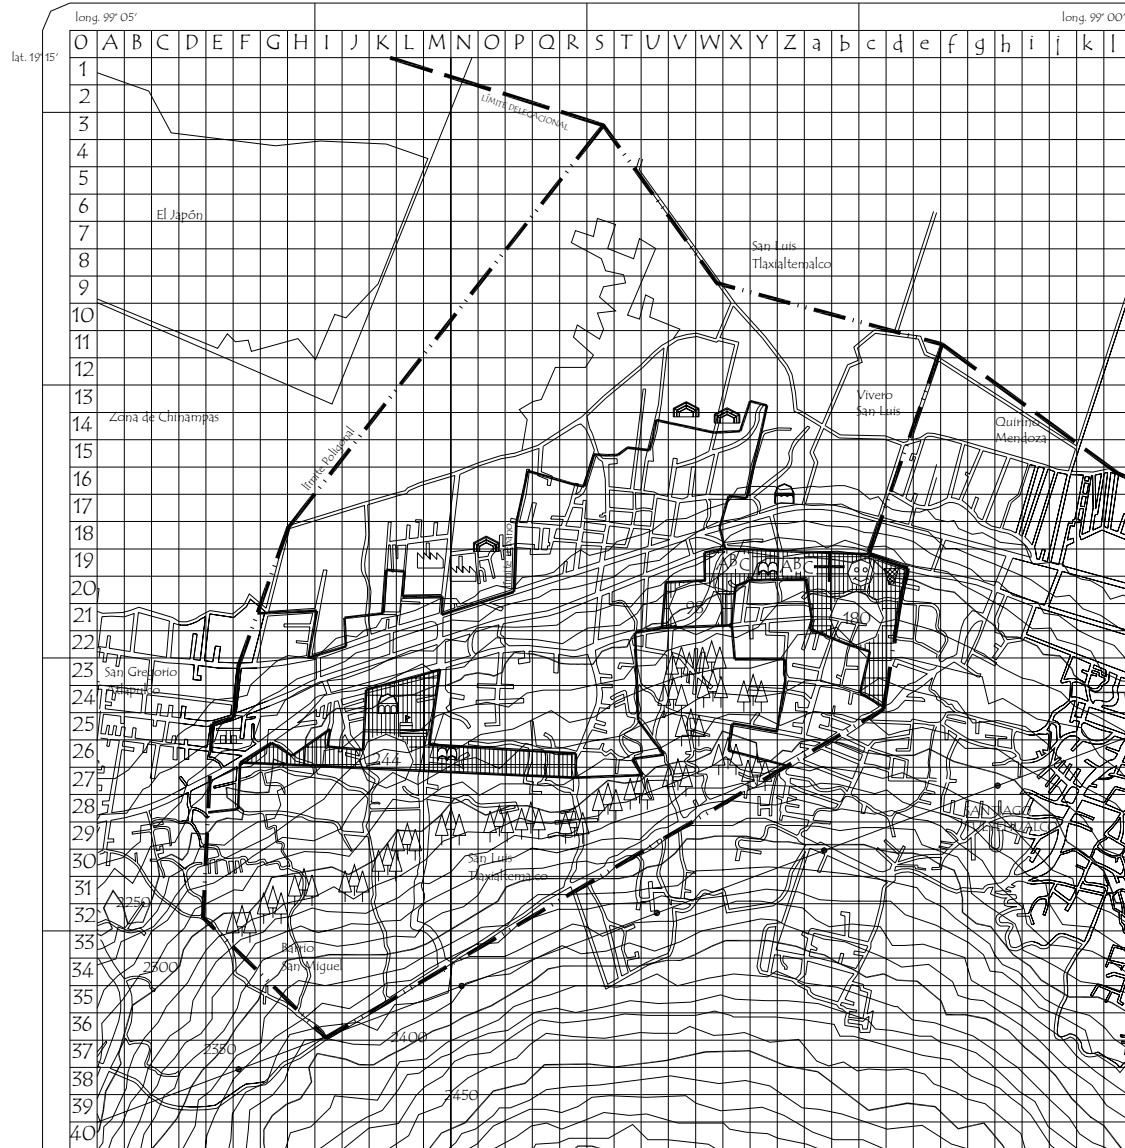 long. 99° 05'
long. 99° 00'
lat. 19° 15'
O A B C D E F G H I J K L M N O P Q R S T U V W X Y Z a b c d e f g h i j k l
1
2
LÍMITE DELEGACIONAL
3
4
5
6
El Japón
7
San Luis
8
Tlaxialtemalco
9
10
11
12
13
Vivero
Zona de Chinampas
San Luis
14
Quirino
Mendoza
15
límite Poligonal
16
17
18
19
ABC
ABC
20
21
95
190
22
23
San Gregorio
24
25
26
244
27
28
SANTIAGO
29
30
San Luis
Tlaxialtemalco
31
2250
32
33
Barrio
San Miguel
34
2300
35
36
2400
37
2350
38
39
2450
40